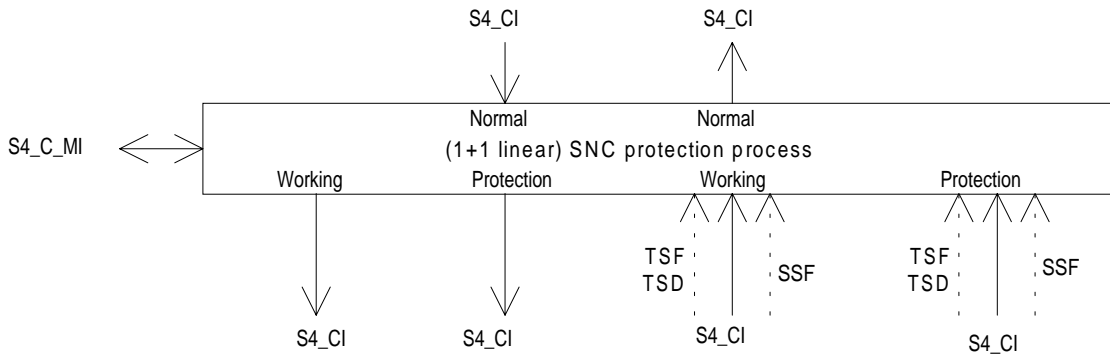 S4_CI
S4_CI
S4_C_MI
Normal
Normal
(1+1 linear) SNC protection process
Working
Protection
Working
Protection
TSF
TSD
SSF
TSF
TSD
SSF
S4_CI
S4_CI
S4_CI
S4_CI